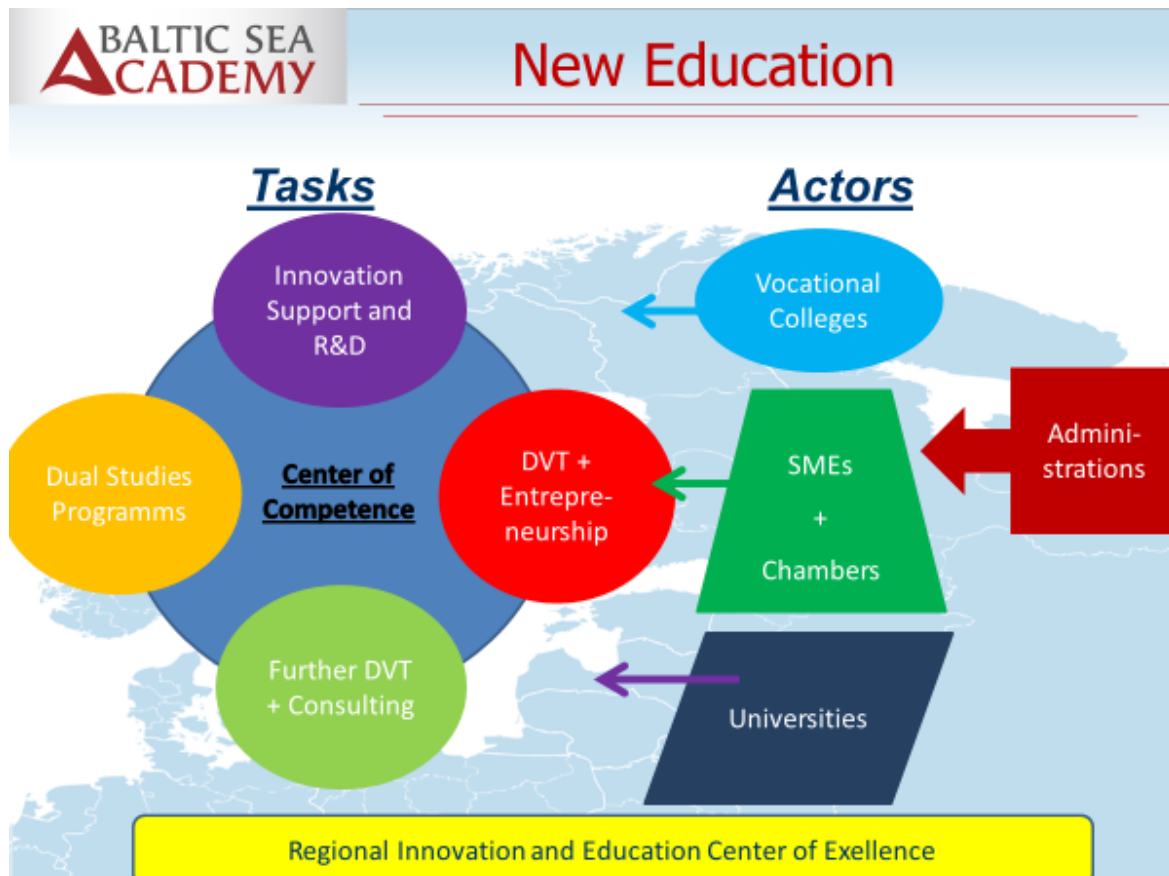 BALTIC SEA
ACADEMY
New Education
Tasks
Actors
Innovation
Support and
R&D
Dual Studies
Programms
Center of
Competence
DVT +
Entrepre-
neurship
Further DVT
+ Consulting
Vocational
Colleges
SMEs
+
Chambers
Admini-
strations
Universities
Regional Innovation and Education Center of Exellence